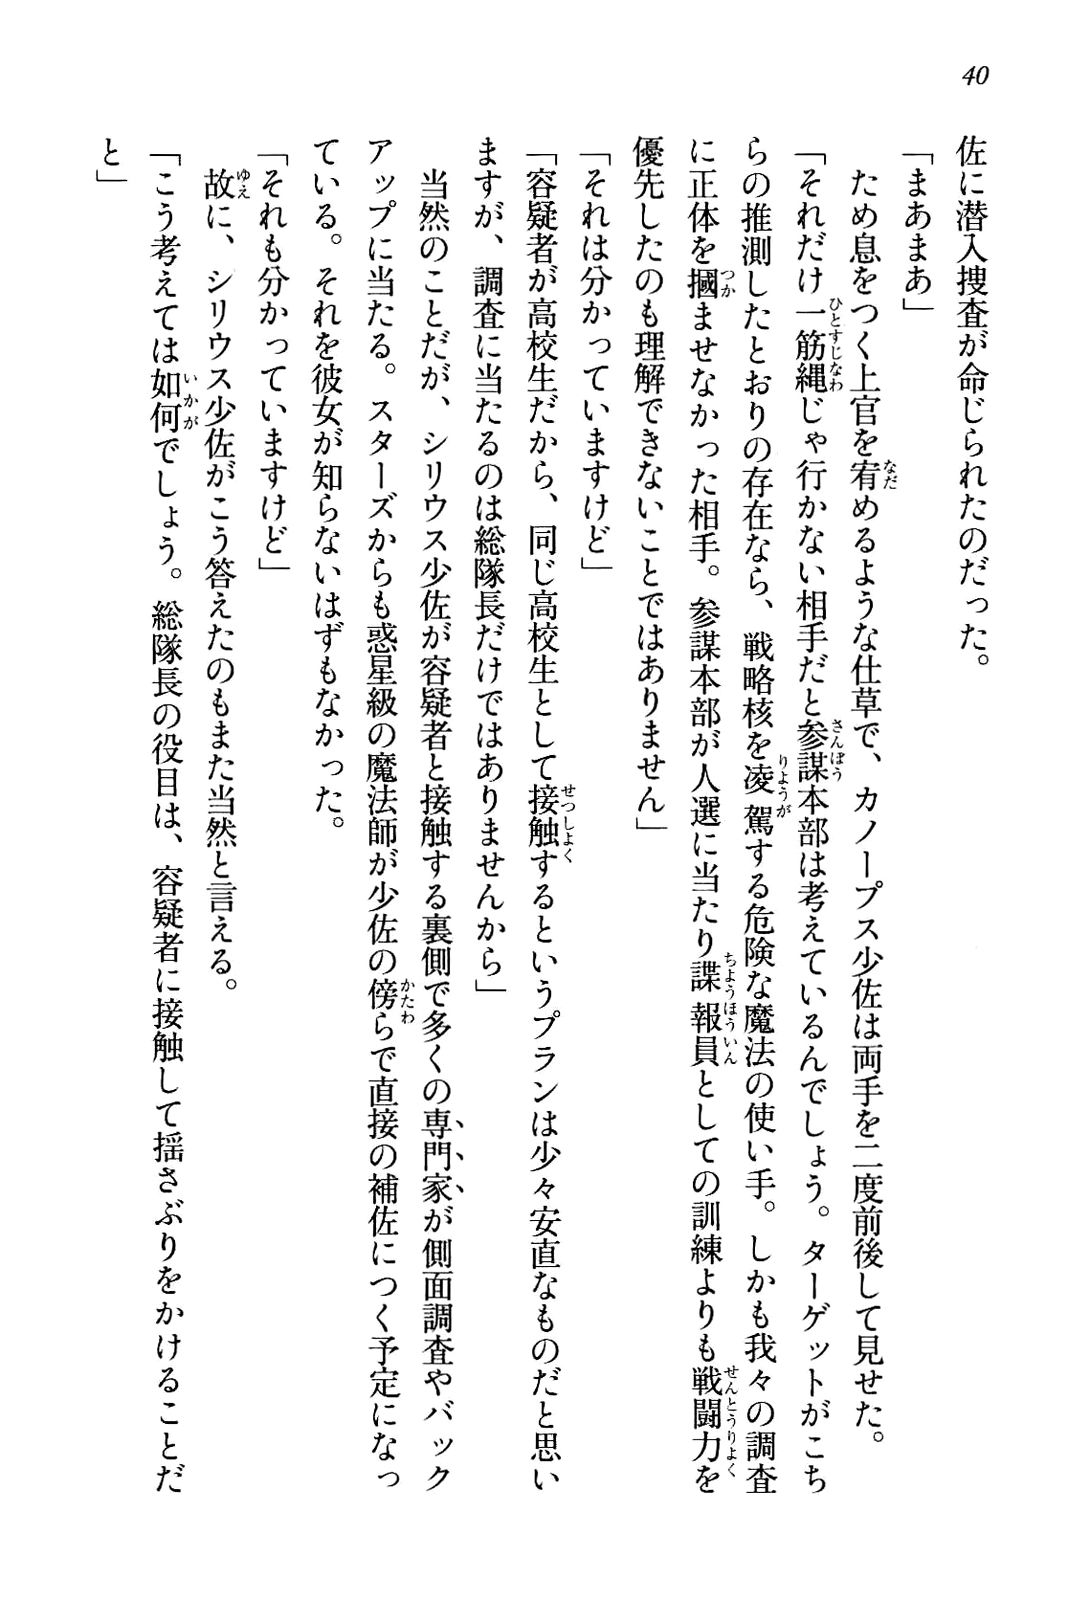 40
佐に潜入捜査が命じられたのだった。
「まあまあ」
ため息をつく上官を宥めるような仕草で、カノープス少佐は両手を二度前後して見せた。
「それだけ一筋縄じゃ行かない相手だと参謀本部は考えているんでしょう。ターゲットがこち
らの推測したとおりの存在なら、戦略核を凌駕する危険な魔法の使い手。しかも我々の調査
に正体を摑ませなかった相手。参謀本部が人選に当たり諜報員としての訓練よりも戦闘力を
優先したのも理解できないことではありません」
「それは分かっていますけど」
「容疑者が高校生だから、同じ高校生として接触するというプランは少々安直なものだと思い
ますが、調査に当たるのは総隊長だけではありませんから」
当然のことだが、シリウス少佐が容疑者と接触する裏側で多くの専門家が側面調査やバック
アップに当たる。スターズからも惑星級の魔法師が少佐の傍らで直接の補佐につく予定になっ
ている。それを彼女が知らないはずもなかった。
「それも分かっていますけど」
故に、シリウス少佐がこう答えたのもまた当然と言える。
「こう考えては如何でしょう。総隊長の役目は、容疑者に接触して揺さぶりをかけることだ
と」